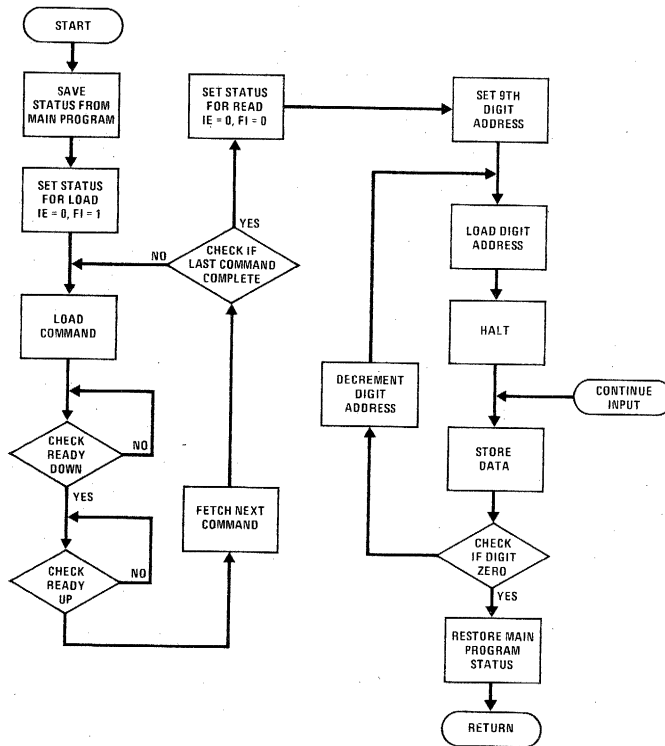 START
SAVE
STATUS FROM
MAIN PROGRAM
SET STATUS
FOR LOAD
IE = 0, FI = 1
LOAD
COMMAND
CHECK
READY
DOWN
NO
YES
CHECK
READY
UP
NO
FETCH NEXT
COMMAND
CHECK IF
LAST COMMAND
COMPLETE
NO
YES
SET STATUS
FOR READ
IE = 0, FI = 0
SET 9TH
DIGIT
ADDRESS
LOAD DIGIT
ADDRESS
HALT
CONTINUE
INPUT
STORE
DATA
CHECK
IF DIGIT
ZERO
DECREMENT
DIGIT
ADDRESS
YES
RESTORE MAIN
PROGRAM
STATUS
RETURN